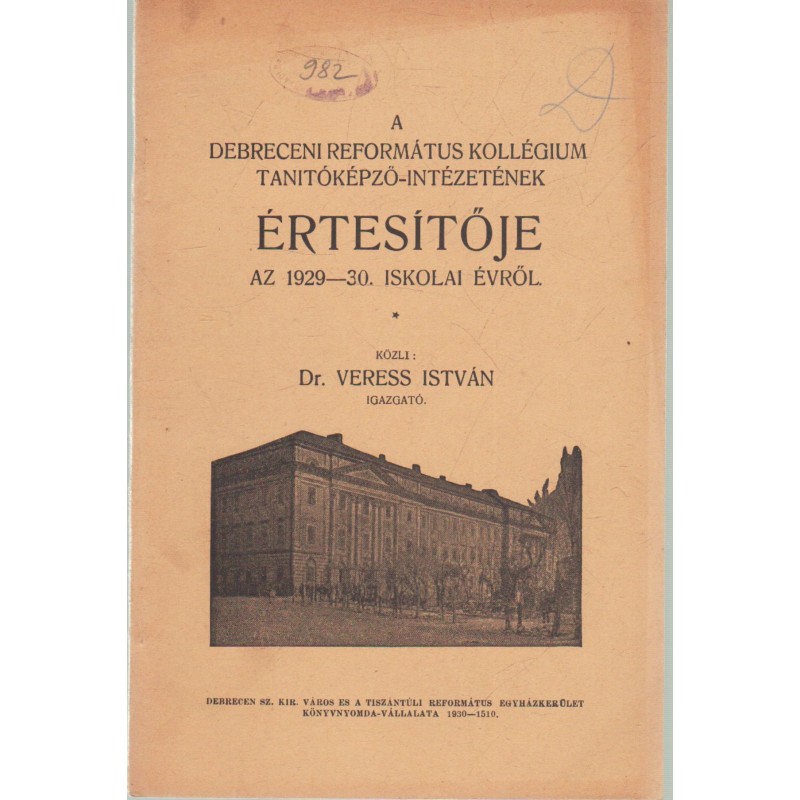 982
A
DEBRECENI REFORMÁTUS KOLLÉGIUM
TANITÓKÉPZŐ-INTÉZETÉNEK
ÉRTESÍTŐJE
AZ 1929—30. ISKOLAI ÉVRŐL.
*
KÖZLI:
Dr. VERESS ISTVÁN
IGAZGATÓ.
DEBRECEN SZ. KIR. VÁROS ES A TISZÁNTÚLI REFORMÁTUS EGYHÁZKERÜLET
KÖNYVNYOMDA-VÁLLALATA 1930—1510.